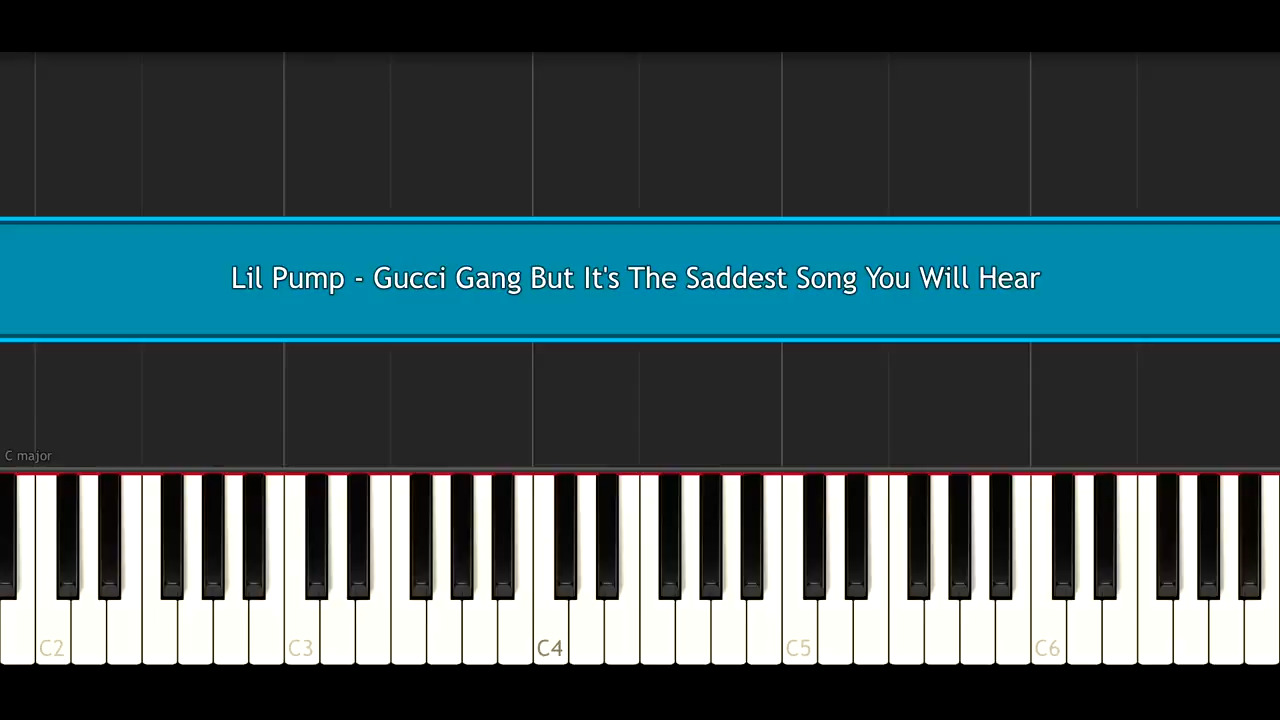 Lil Pump - Gucci Gang But It's The Saddest Song You Will Hear
C major
C2 C3 C4 C5 C6